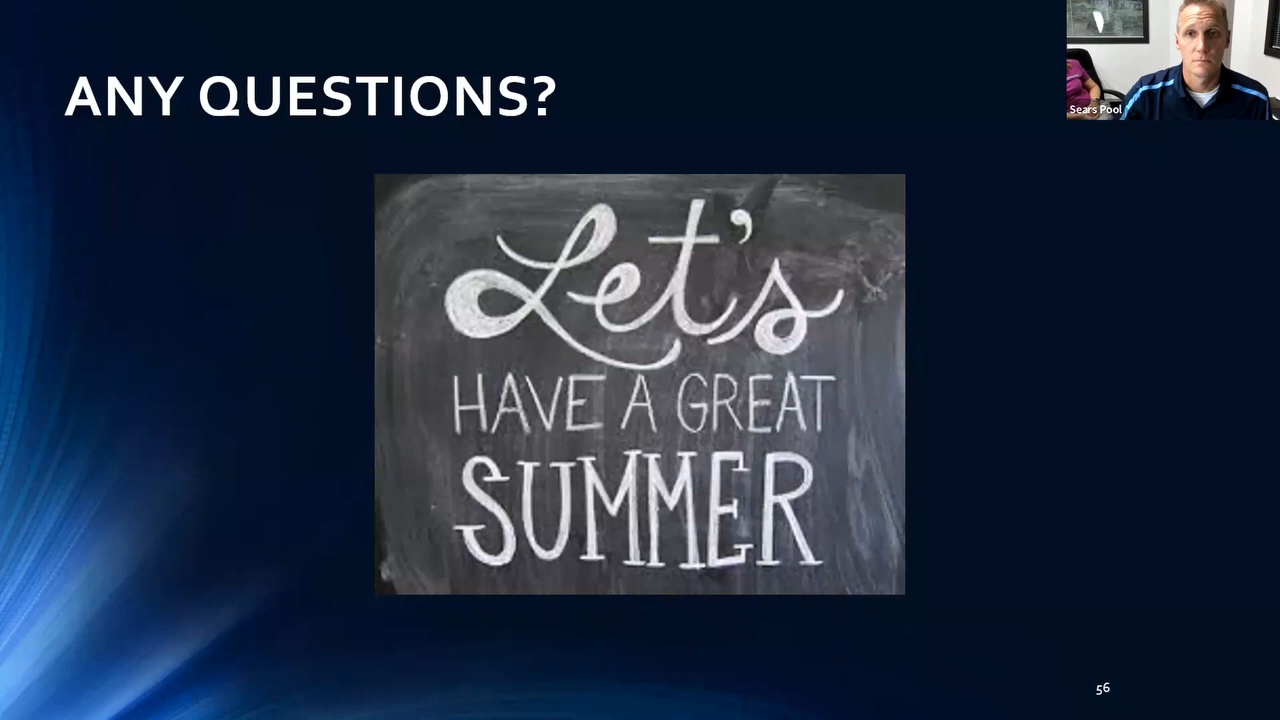 ANY QUESTIONS?
Sears Pool
Let's
HAVE A GREAT
SUMMER
56